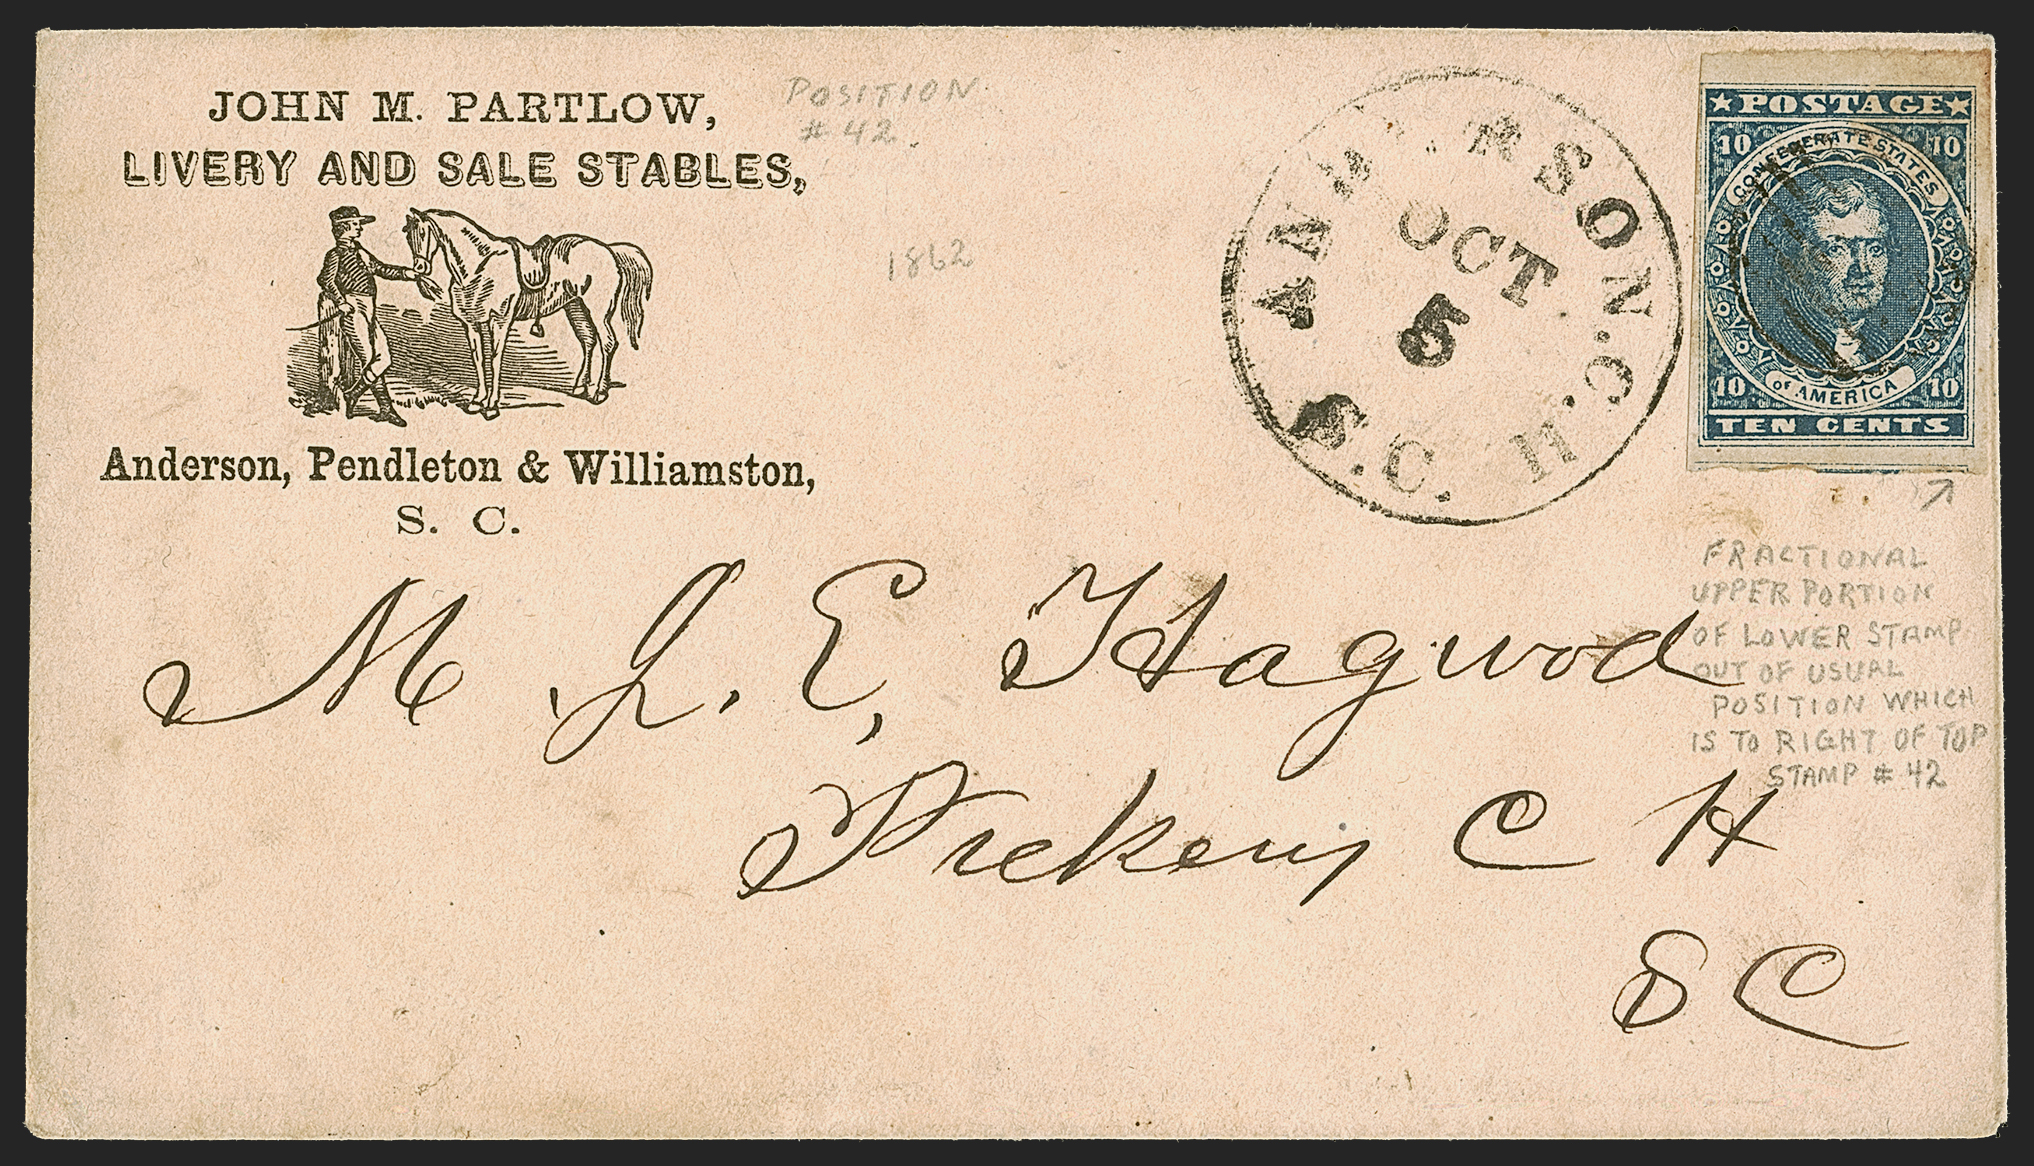 JOHN M. PARTLOW,
LIVERY AND SALE STABLES,
Anderson, Pendleton & Williamston,
S. C.
POSITION
# 42.
1862
ANDERSON. C. H.
S. C.
OCT
5
★POSTAGE★
10 10
CONFEDERATE STATES
OF AMERICA
10 10
TEN CENTS
FRACTIONAL
UPPER PORTION
OF LOWER STAMP
OUT OF USUAL
POSITION WHICH
IS TO RIGHT OF TOP
STAMP # 42
M L. E. Hagwood
Pickens C H
S C